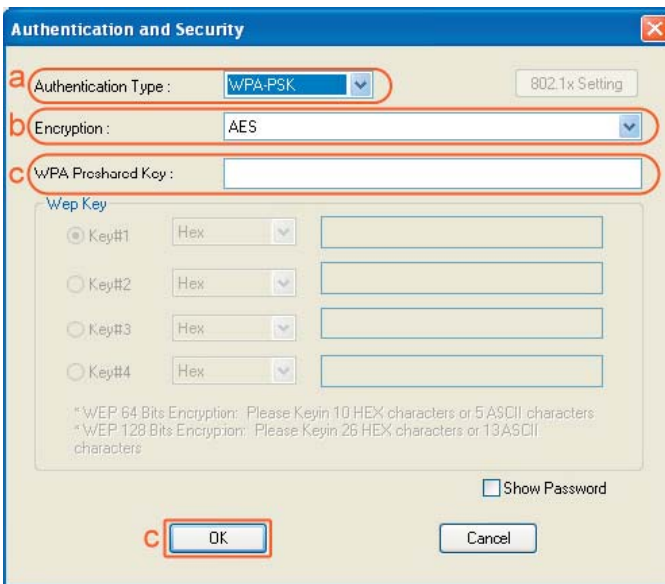 Authentication and Security
a Authentication Type : WPA-PSK 802.1x Setting
b Encryption : AES
c WPA Preshared Key :
Wep Key
Key#1 Hex
Key#2 Hex
Key#3 Hex
Key#4 Hex
* WEP 64 Bits Encryption: Please Keyin 10 HEX characters or 5 ASCII characters
* WEP 128 Bits Encryption: Please Keyin 26 HEX characters or 13 ASCII
characters
Show Password
c OK Cancel